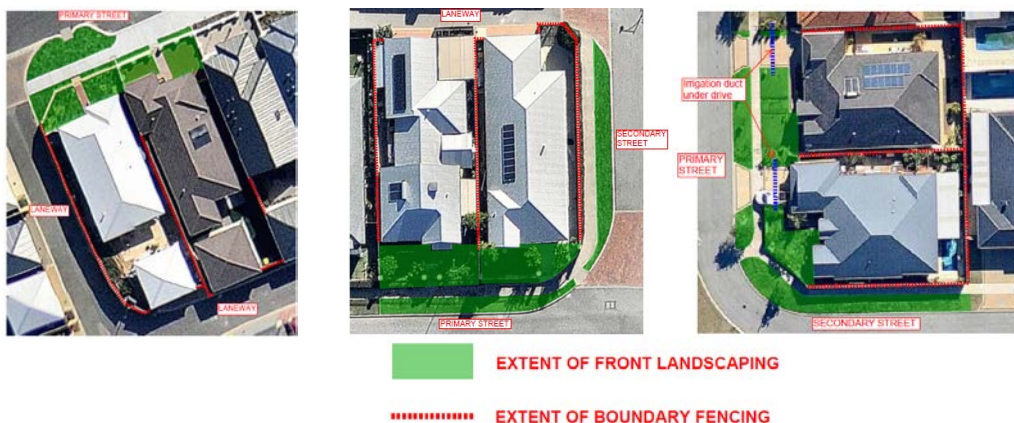 PRIMARY STREET
LANEWAY
LANEWAY
LANEWAY
SECONDARY
STREET
PRIMARY STREET
Irrigation duct
under drive
PRIMARY
STREET
SECONDARY STREET
EXTENT OF FRONT LANDSCAPING
EXTENT OF BOUNDARY FENCING